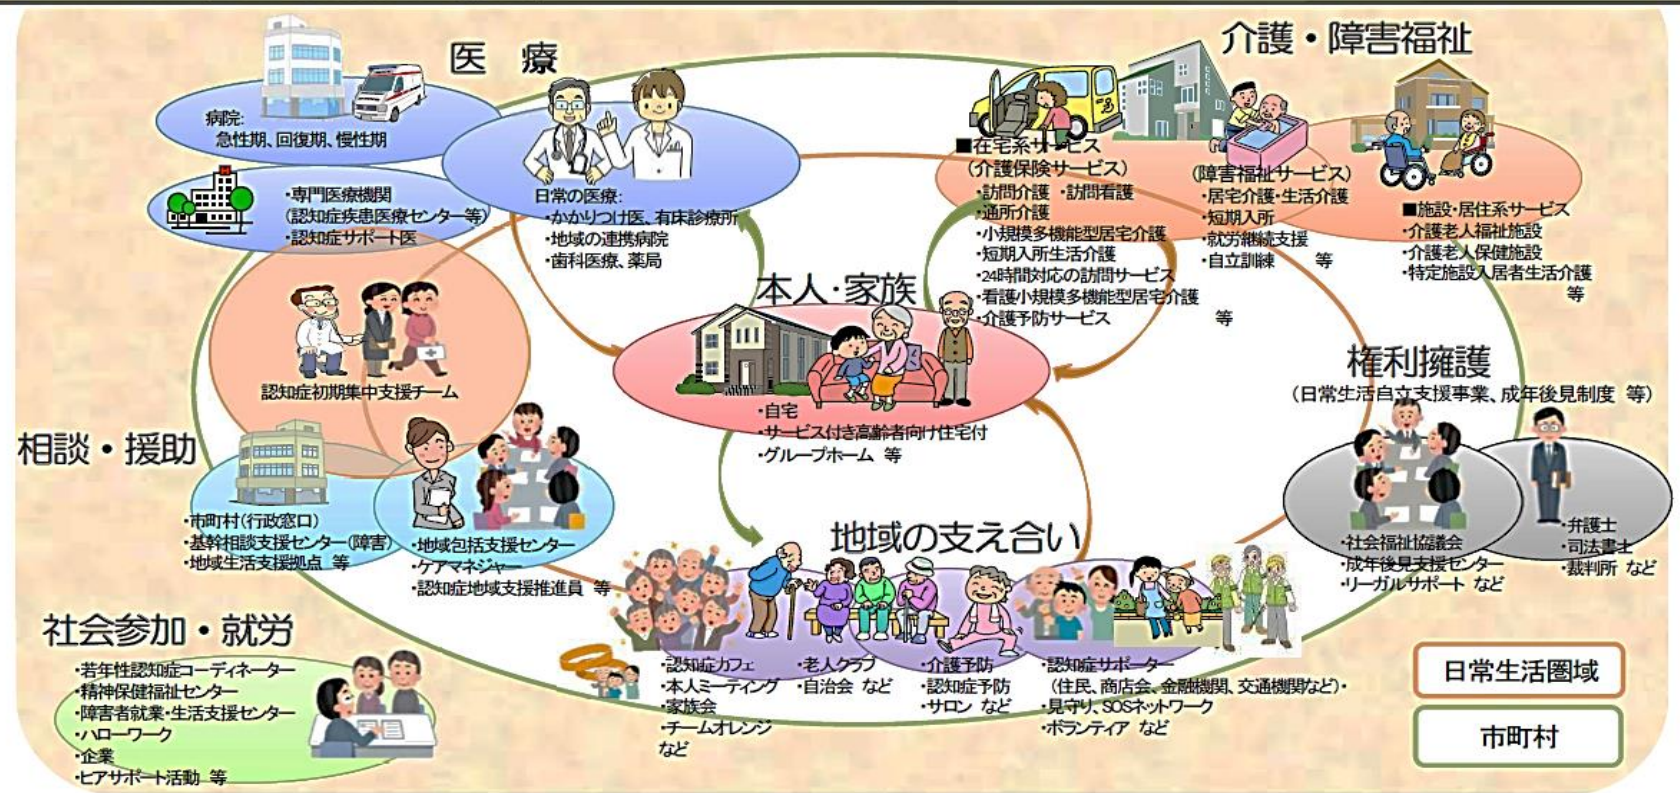 医　療
病院:
急性期、回復期、慢性期
・専門医療機関
(認知症疾患医療センター等)
・認知症サポート医
日常の医療:
・かかりつけ医、有床診療所
・地域の連携病院
・歯科医療、薬局
介護・障害福祉
■在宅系サービス
(介護保険サービス)
・訪問介護　・訪問看護
・通所介護
・小規模多機能型居宅介護
・短期入所生活介護
・24時間対応の訪問サービス
・看護小規模多機能型居宅介護
・介護予防サービス　等
(障害福祉サービス)
・居宅介護・生活介護
・短期入所
・就労継続支援
・自立訓練　等
■施設・居住系サービス
・介護老人福祉施設
・介護老人保健施設
・特定施設入居者生活介護
等
本人・家族
・自宅
・サービス付き高齢者向け住宅付
・グループホーム　等
認知症初期集中支援チーム
権利擁護
(日常生活自立支援事業、成年後見制度　等)
・社会福祉協議会
・成年後見支援センター
・リーガルサポート　など
・弁護士
・司法書士
・裁判所　など
相談・援助
・市町村(行政窓口)
・基幹相談支援センター(障害)
・地域生活支援拠点　等
・地域包括支援センター
・ケアマネジャー
・認知症地域支援推進員　等
地域の支え合い
・認知症カフェ
・本人ミーティング
・家族会
・チームオレンジ
など
・老人クラブ
・自治会　など
・介護予防
・認知症予防
・サロン　など
・認知症サポーター
(住民、商店会、金融機関、交通機関など)・
・見守り、SOSネットワーク
・ボランティア　など
社会参加・就労
・若年性認知症コーディネーター
・精神保健福祉センター
・障害者就業・生活支援センター
・ハローワーク
・企業
・ピアサポート活動　等
日常生活圏域
市町村